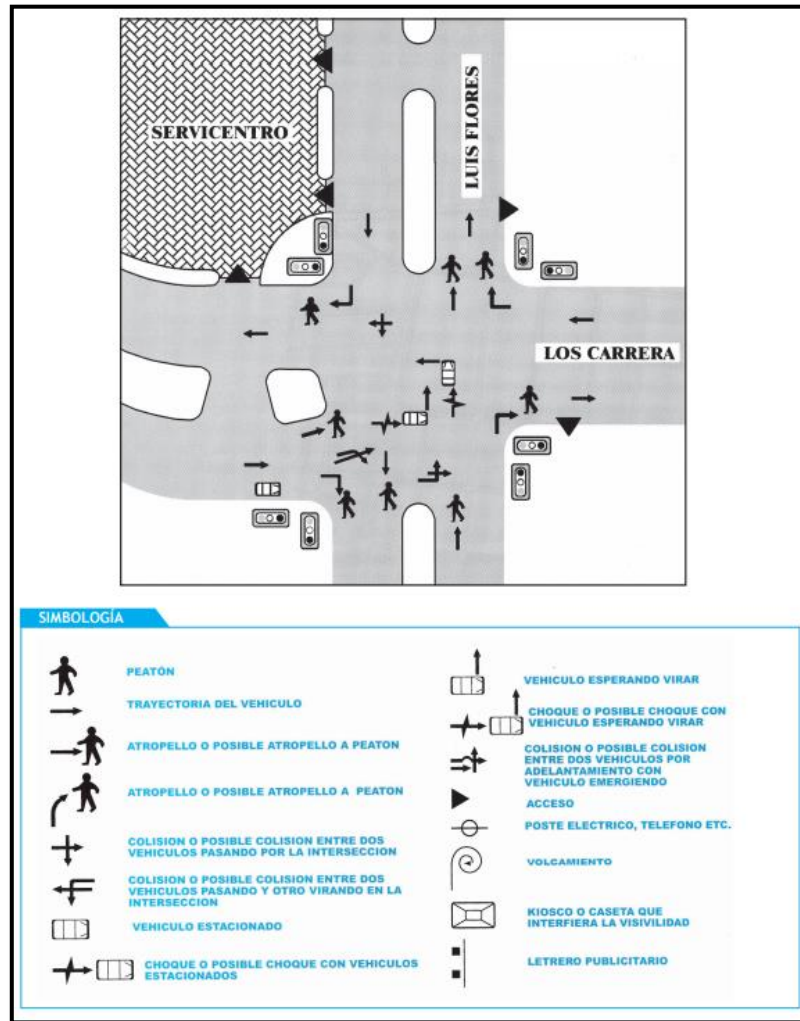 SERVICENTRO
LUIS FLORES
LOS CARRERA
SIMBOLOGÍA
PEATÓN
TRAYECTORIA DEL VEHICULO
ATROPELLO O POSIBLE ATROPELLO A PEATON
ATROPELLO O POSIBLE ATROPELLO A PEATON
COLISION O POSIBLE COLISION ENTRE DOS
VEHICULOS PASANDO POR LA INTERSECCION
COLISION O POSIBLE COLISION ENTRE DOS
VEHICULOS PASANDO Y OTRO VIRANDO EN LA
INTERSECCION
VEHICULO ESTACIONADO
CHOQUE O POSIBLE CHOQUE CON VEHICULOS
ESTACIONADOS
VEHICULO ESPERANDO VIRAR
CHOQUE O POSIBLE CHOQUE CON
VEHICULO ESPERANDO VIRAR
COLISION O POSIBLE COLISION
ENTRE DOS VEHICULOS POR
ADELANTAMIENTO CON
VEHICULO EMERGIENDO
ACCESO
POSTE ELECTRICO, TELEFONO ETC.
VOLCAMIENTO
KIOSCO O CASETA QUE
INTERFIERA LA VISIVILIDAD
LETRERO PUBLICITARIO